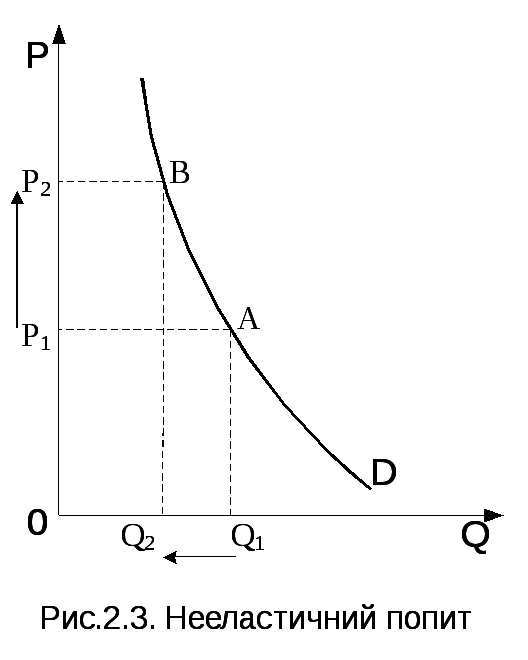 P
P₂
B
A
P₁
D
0
Q₂
Q₁
Q
Рис.2.3. Нееластичний попит